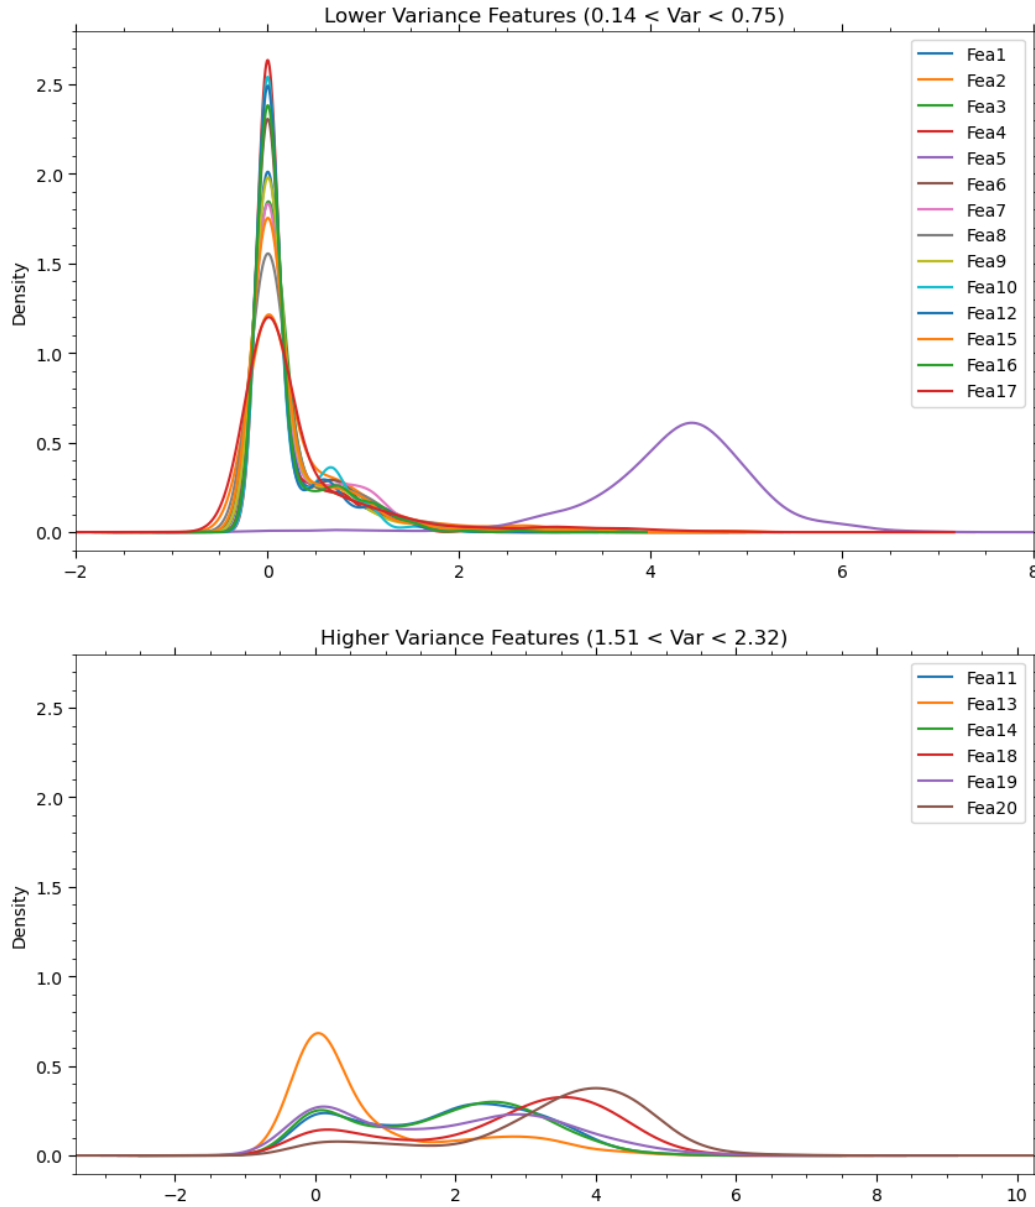 Lower Variance Features (0.14 < Var < 0.75)
Density
2.5
2.0
1.5
1.0
0.5
0.0
−2
0
2
4
6
8
Fea1
Fea2
Fea3
Fea4
Fea5
Fea6
Fea7
Fea8
Fea9
Fea10
Fea12
Fea15
Fea16
Fea17
Higher Variance Features (1.51 < Var < 2.32)
Density
2.5
2.0
1.5
1.0
0.5
0.0
−2
0
2
4
6
8
10
Fea11
Fea13
Fea14
Fea18
Fea19
Fea20